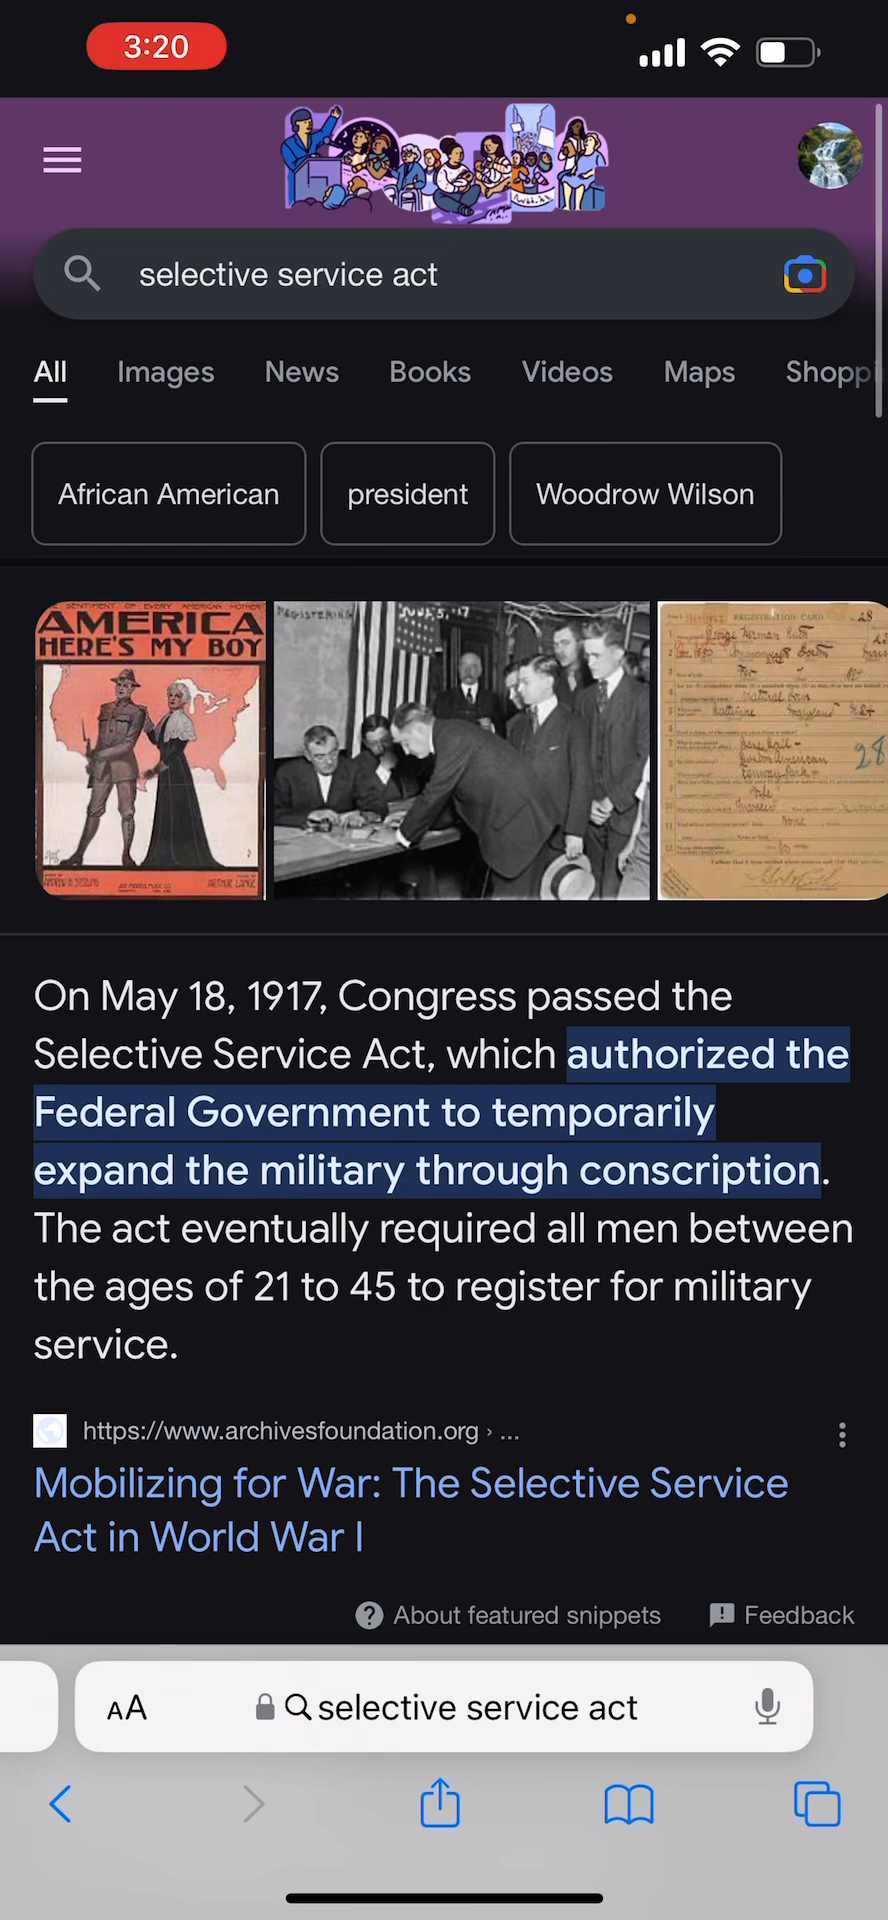 3:20
selective service act
All Images News Books Videos Maps Shoppi
African American president Woodrow Wilson
AMERICA
HERE'S MY BOY
REGISTRATION CARD
28
On May 18, 1917, Congress passed the
Selective Service Act, which authorized the
Federal Government to temporarily
expand the military through conscription.
The act eventually required all men between
the ages of 21 to 45 to register for military
service.
https://www.archivesfoundation.org › ...
Mobilizing for War: The Selective Service
Act in World War I
About featured snippets Feedback
AA selective service act